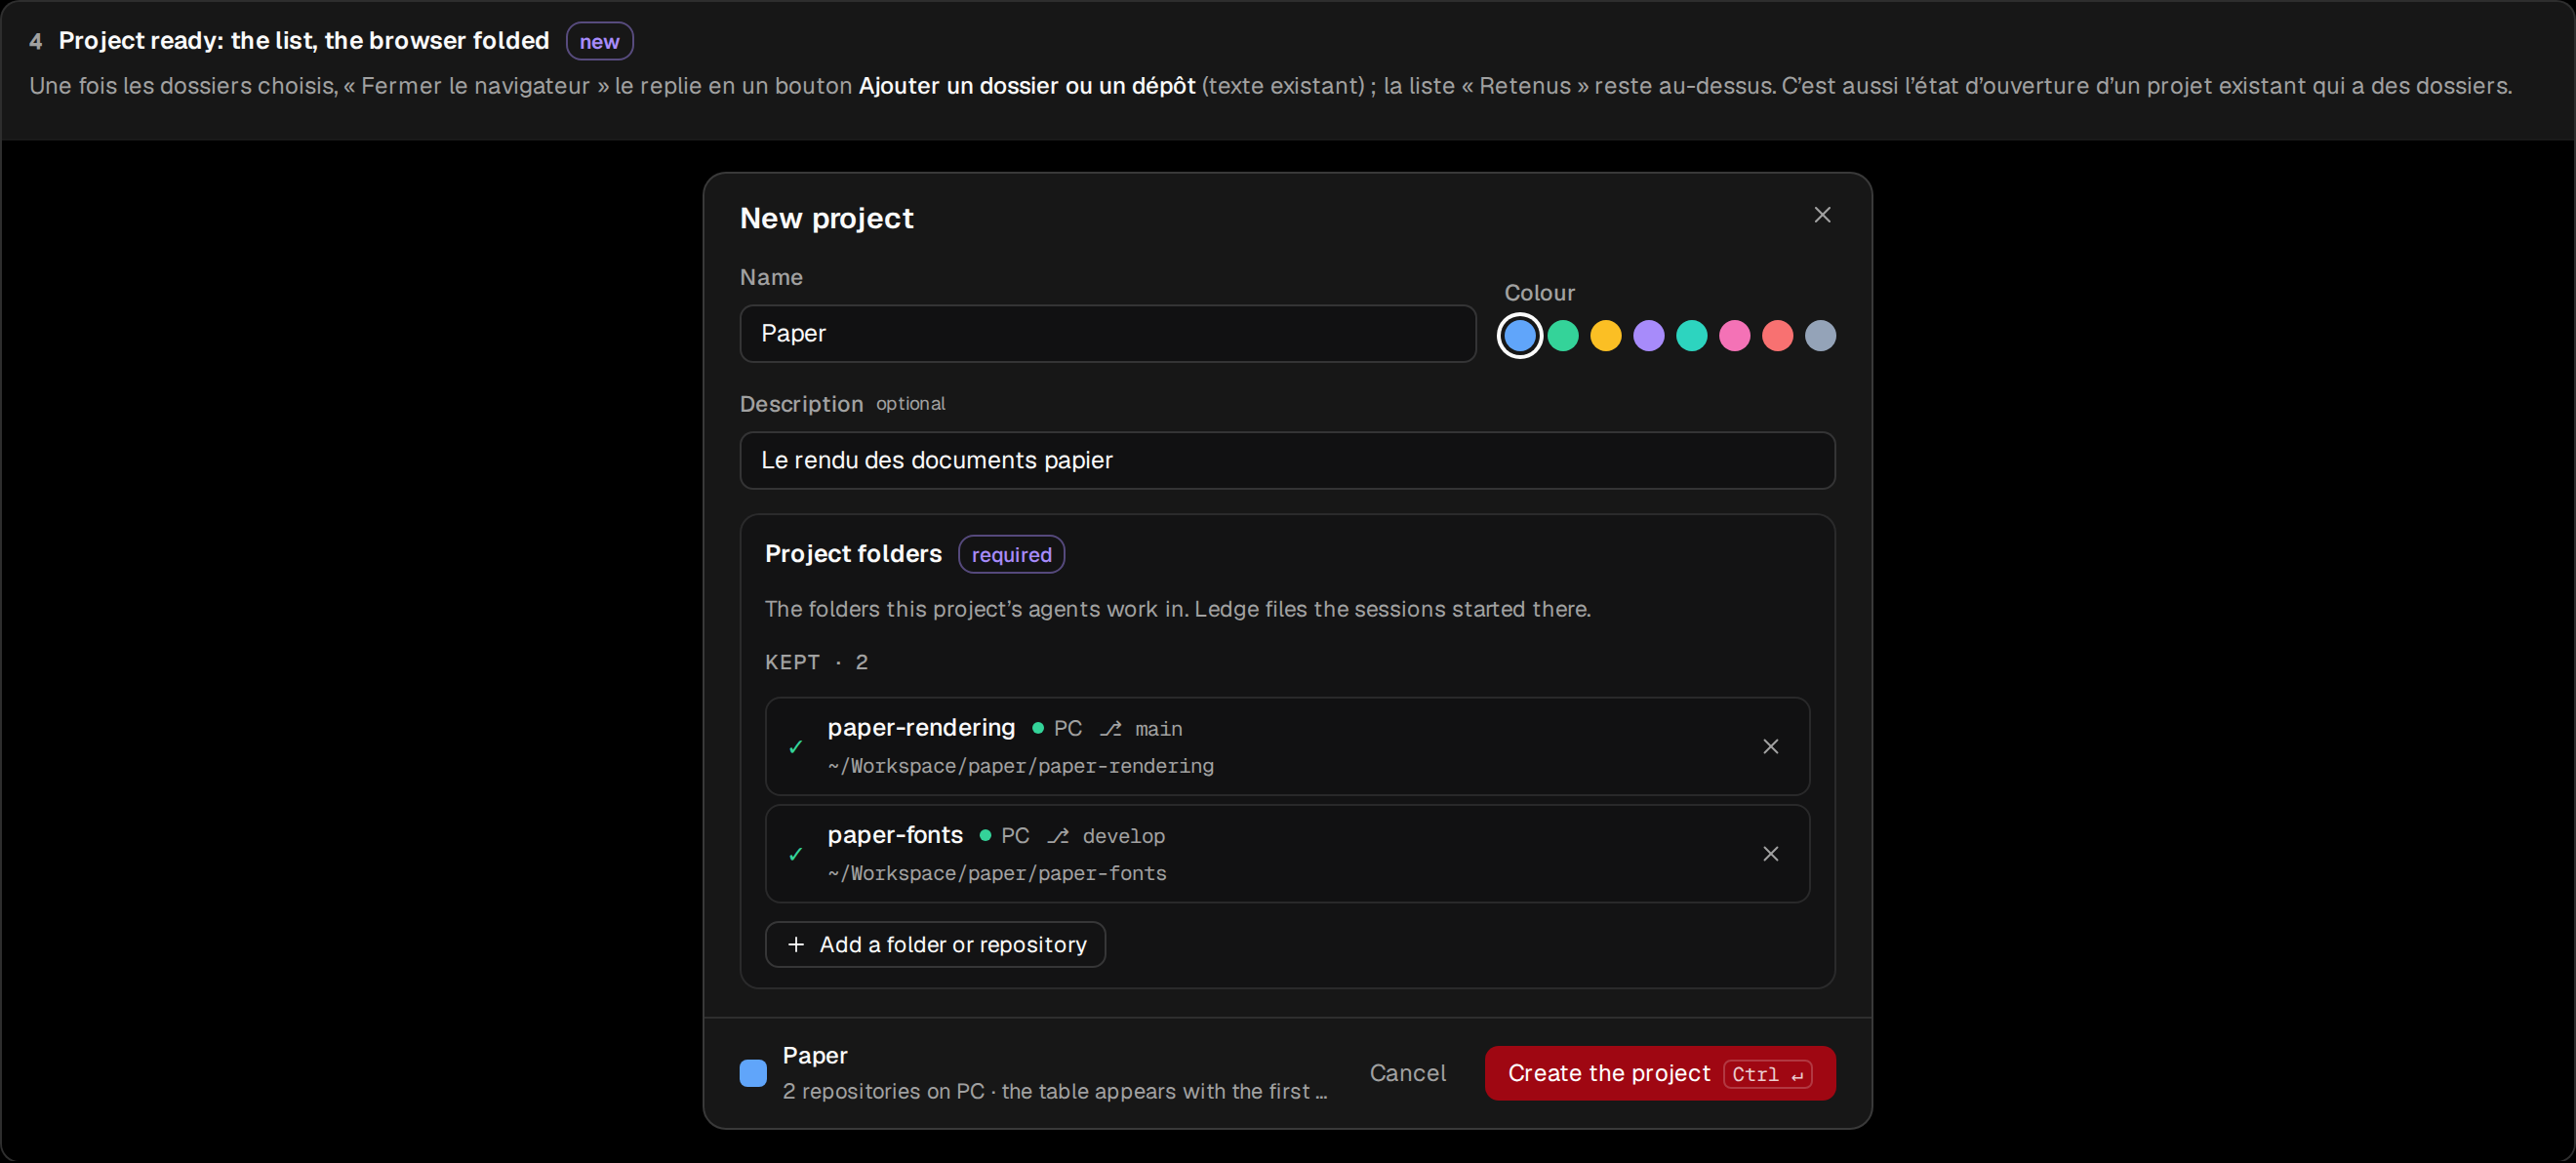 4 Project ready: the list, the browser folded new
Une fois les dossiers choisis, « Fermer le navigateur » le replie en un bouton Ajouter un dossier ou un dépôt (texte existant) ; la liste « Retenus » reste au-dessus. C’est aussi l’état d’ouverture d’un projet existant qui a des dossiers.
New project
Name
Colour
Paper
Description optional
Le rendu des documents papier
Project folders required
The folders this project’s agents work in. Ledge files the sessions started there.
KEPT · 2
✓ paper-rendering PC ⎇ main
~/Workspace/paper/paper-rendering
✓ paper-fonts PC ⎇ develop
~/Workspace/paper/paper-fonts
+ Add a folder or repository
Paper
2 repositories on PC · the table appears with the first …
Cancel
Create the project Ctrl ↵